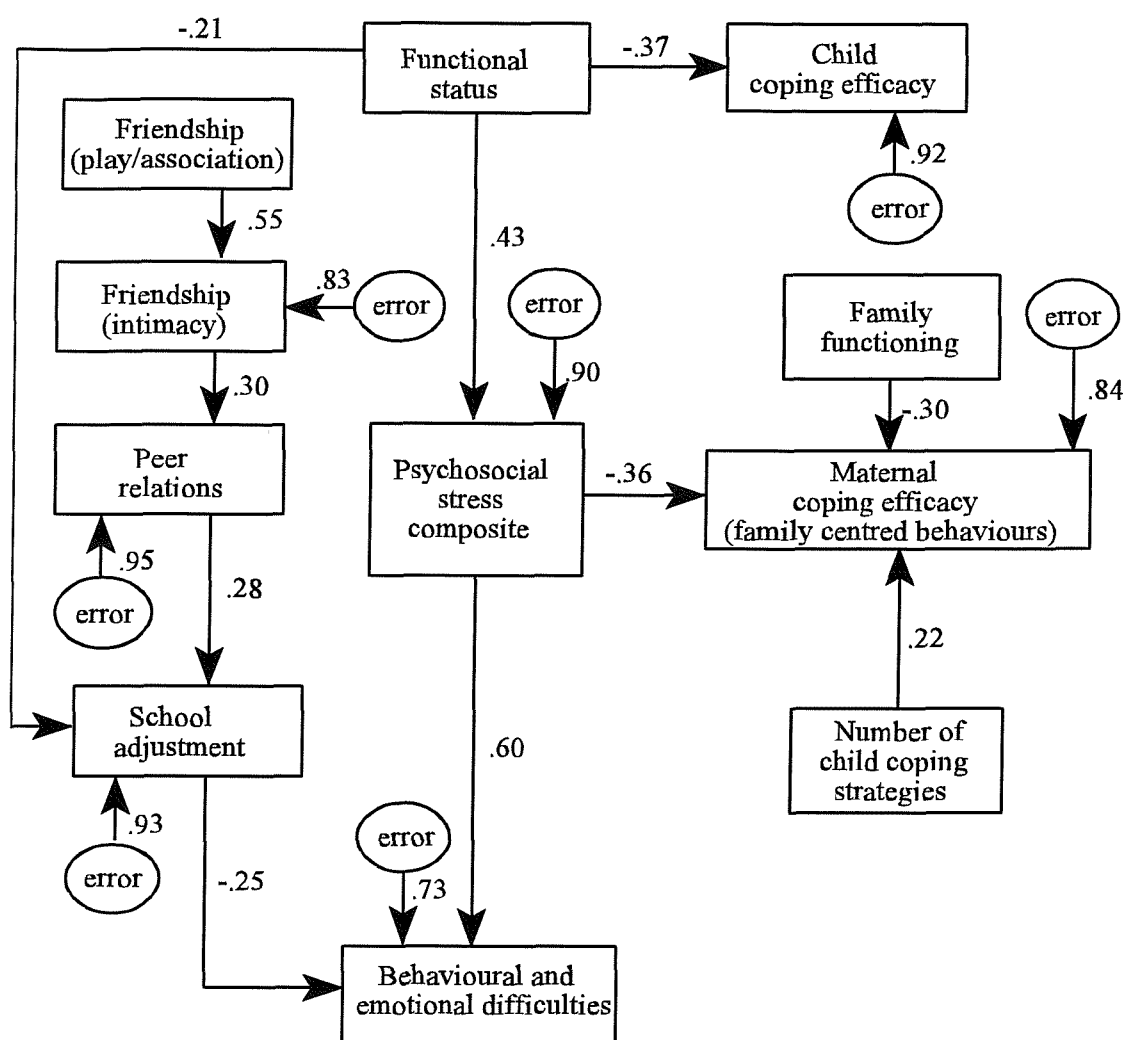 -.21
Functional
status
-.37
Child
coping efficacy
Friendship
(play/association)
.92
error
.55
.43
Friendship
(intimacy)
.83
error
error
Family
functioning
error
.30
.90
-.30
.84
Peer
relations
Psychosocial
stress
composite
-.36
Maternal
coping efficacy
(family centred behaviours)
.95
error
.28
.22
School
adjustment
.60
Number of
child coping
strategies
.93
error
error
-.25
.73
Behavioural and
emotional difficulties